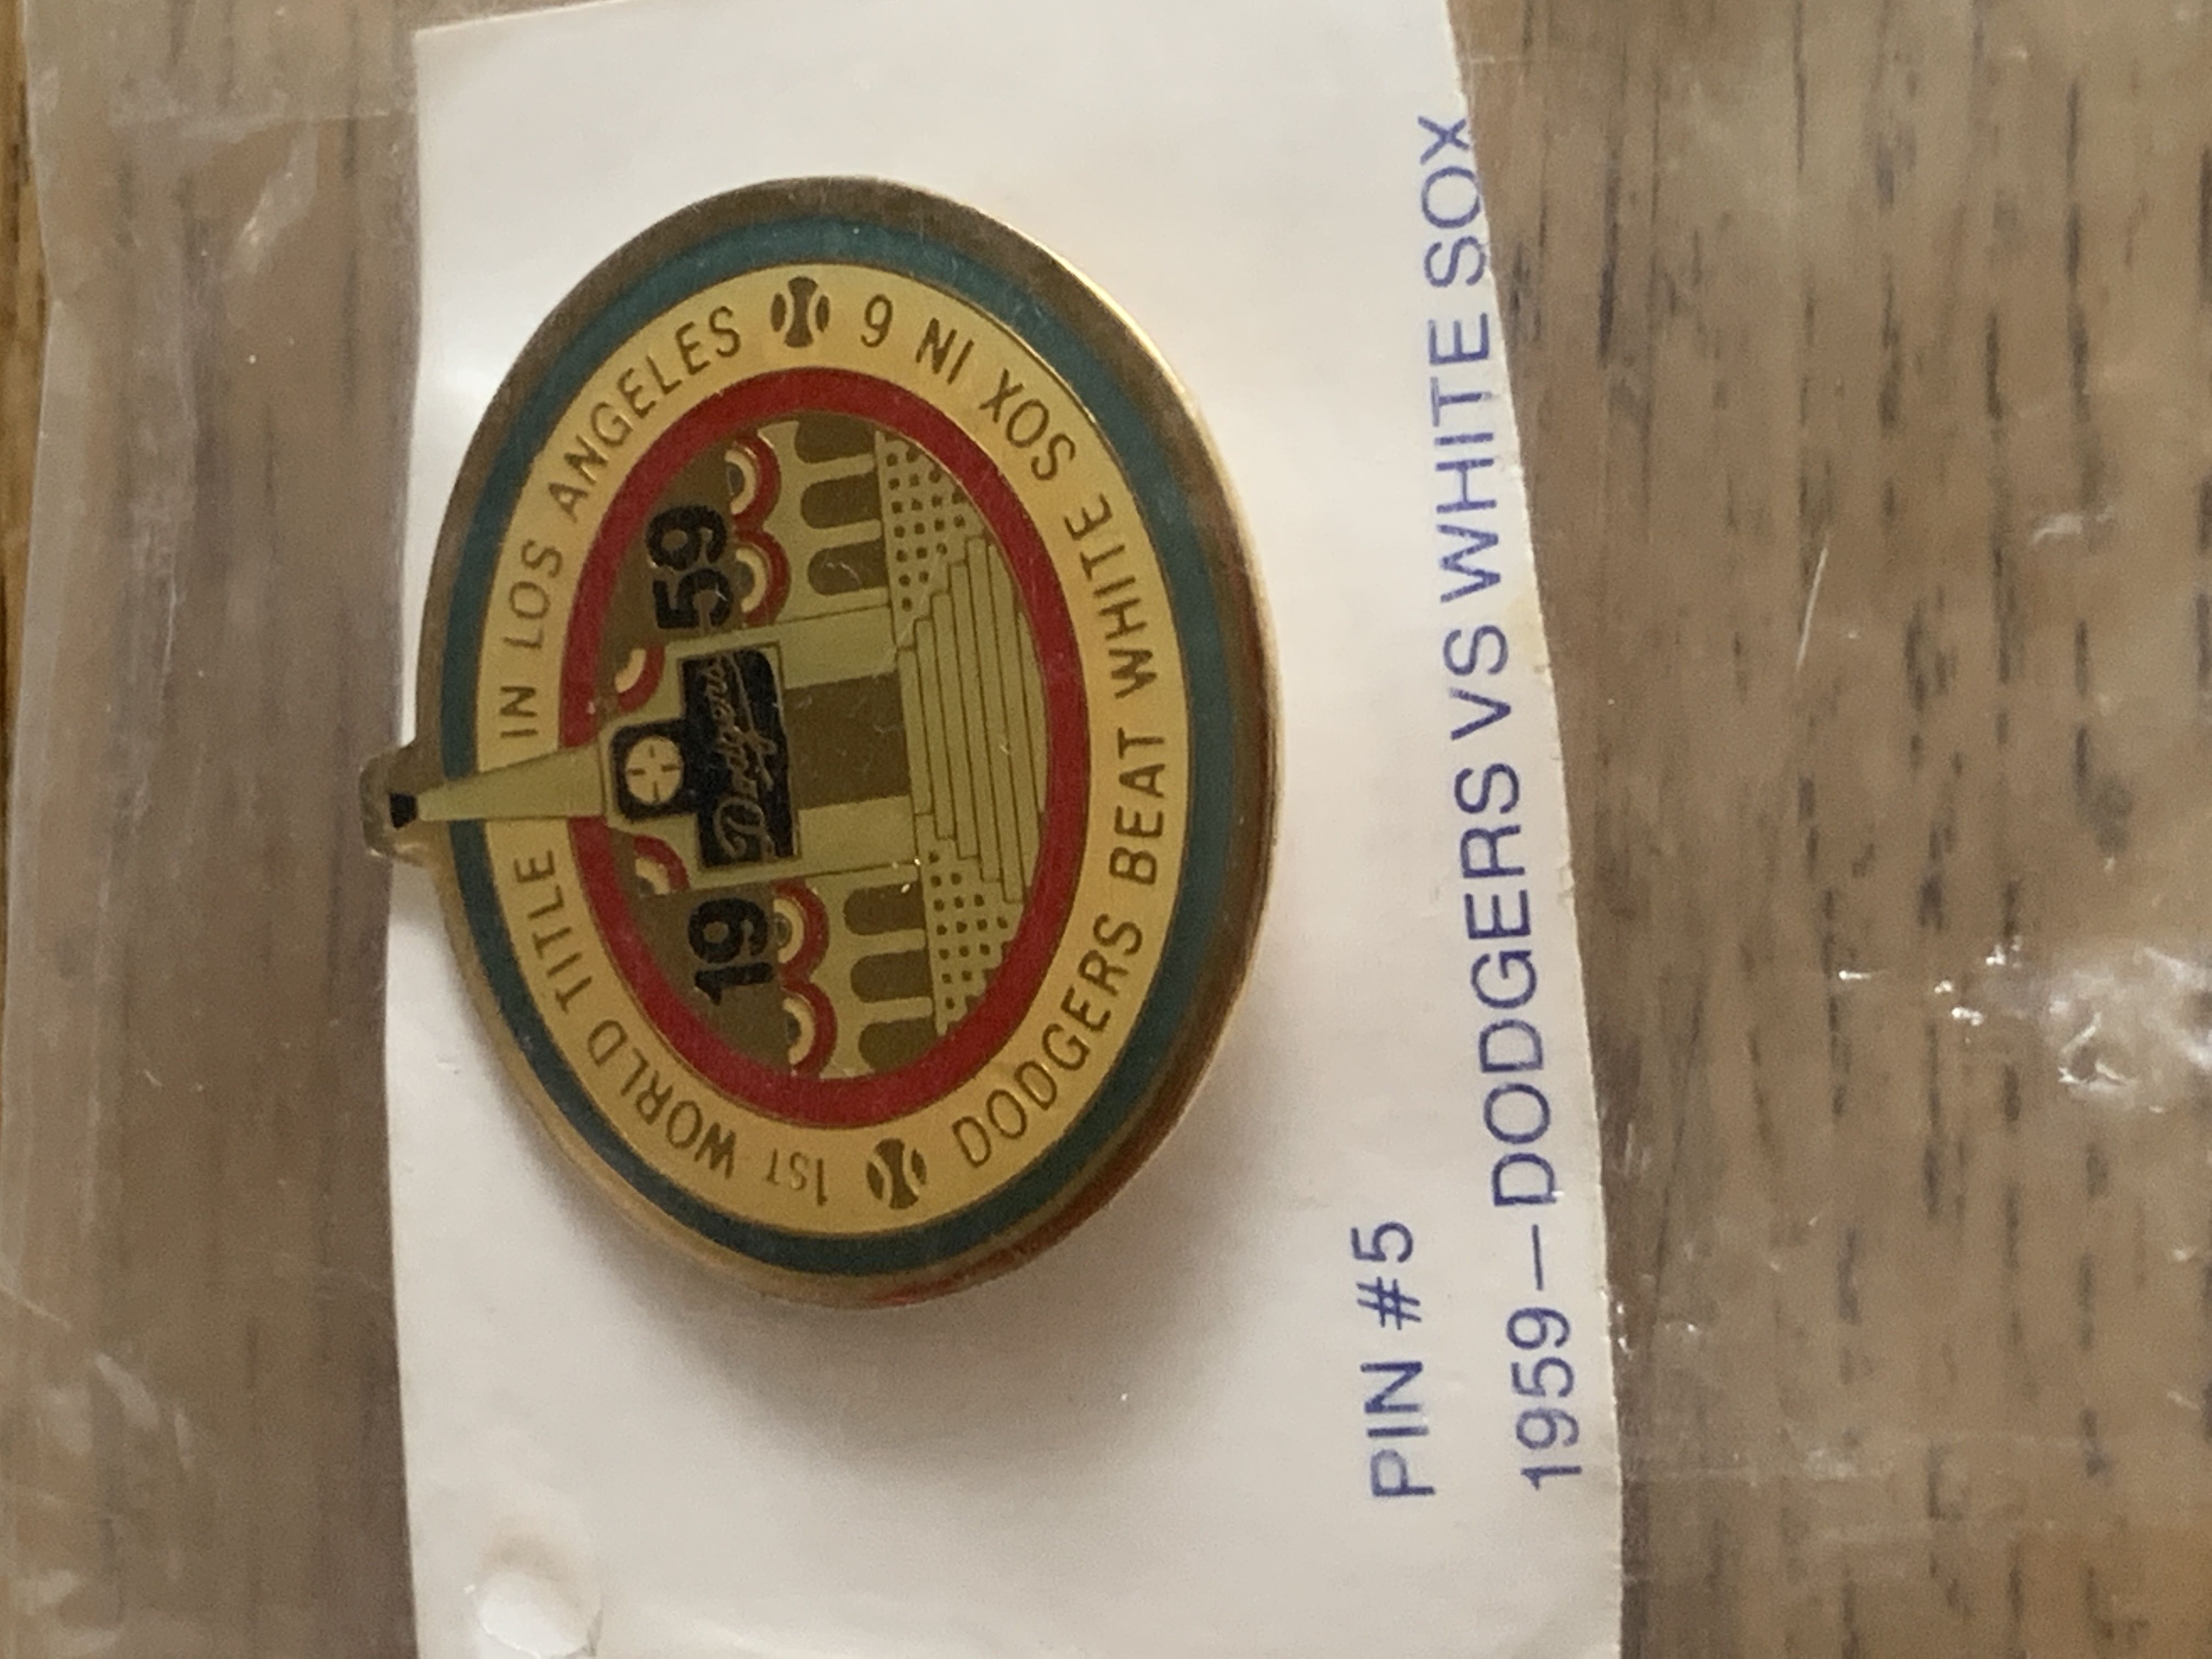 1ST WORLD TITLE IN LOS ANGELES
19 59
Dodgers
DODGERS BEAT WHITE SOX IN 6
PIN #5
1959—DODGERS VS WHITE SOX